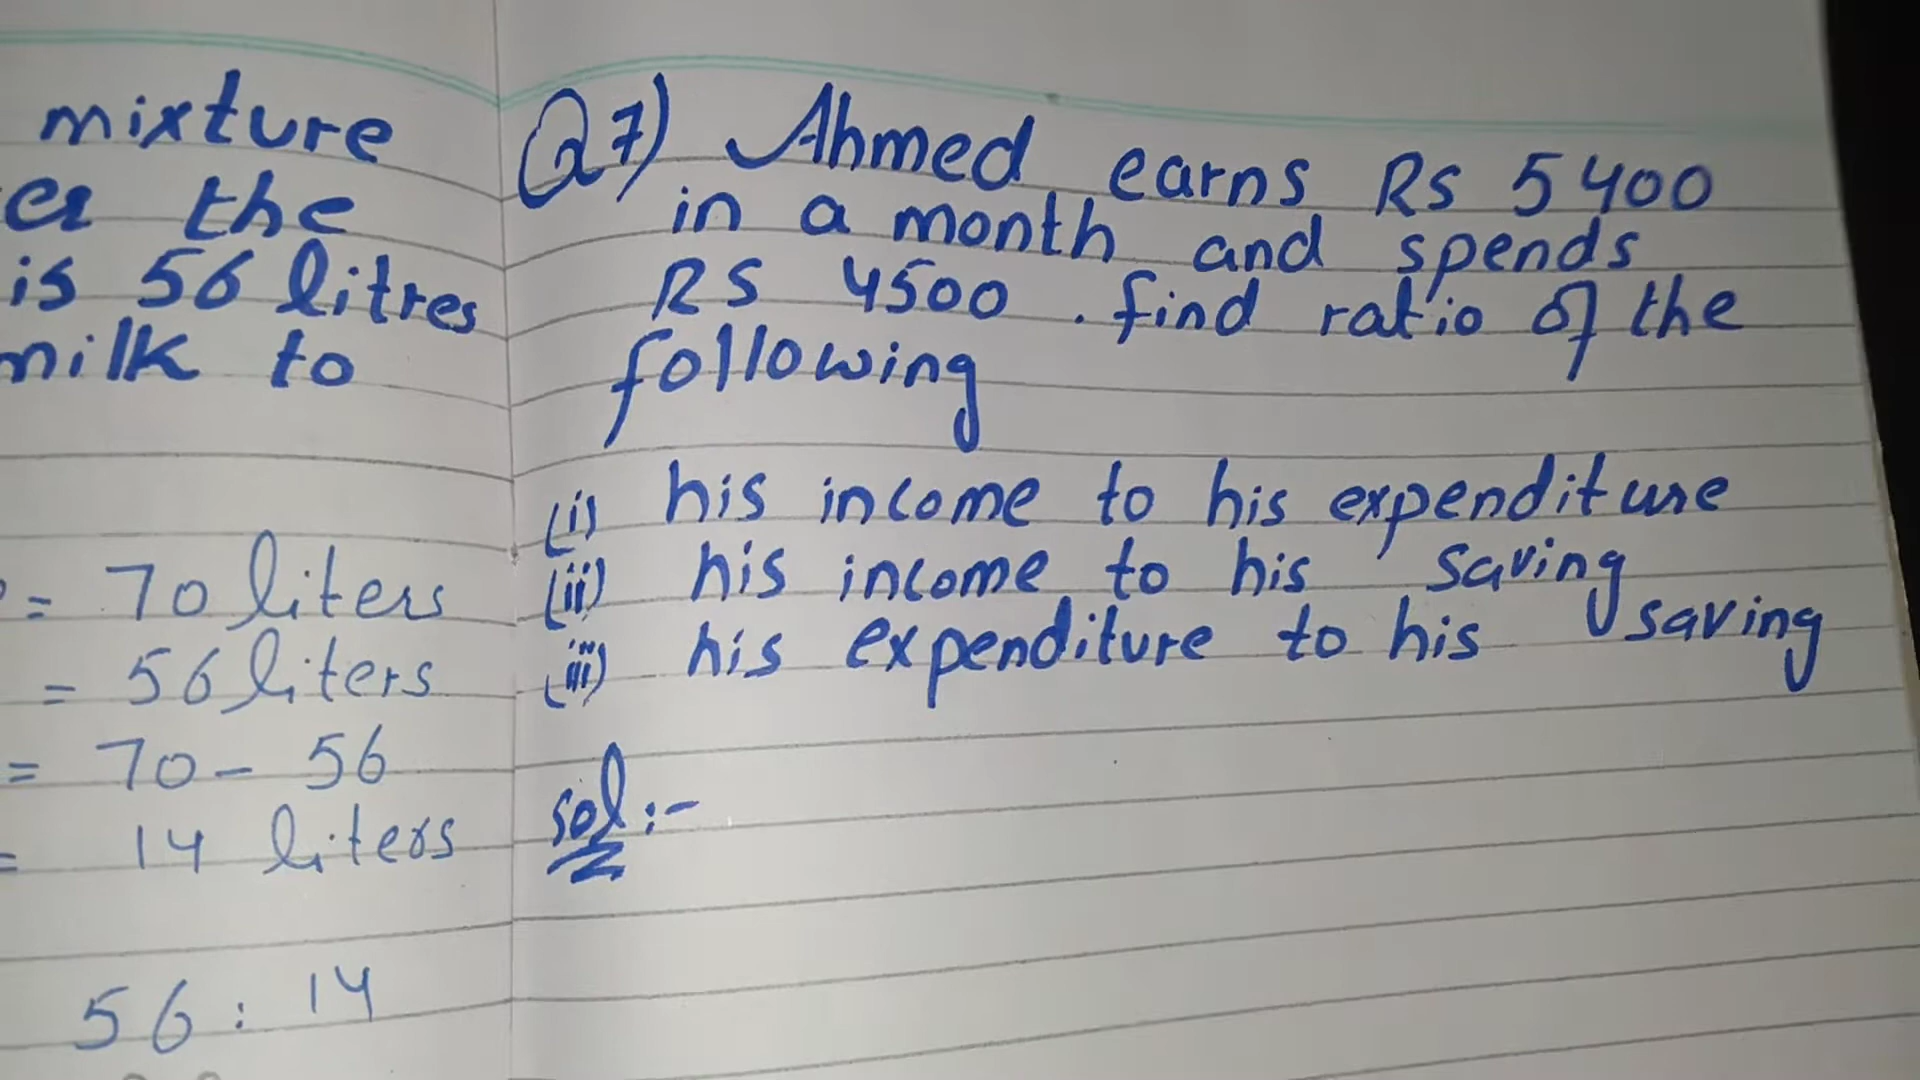 mixture
the
is 56 litres
milk to
= 70 liters
= 56 liters
= 70 - 56
= 14 liters
56 : 14
Q7) Ahmed earns Rs 5400
in a month and spends
RS 4500 . find ratio of the
following
(i) his income to his expenditure
(ii) his income to his saving
(iii) his expenditure to his saving
sol:-